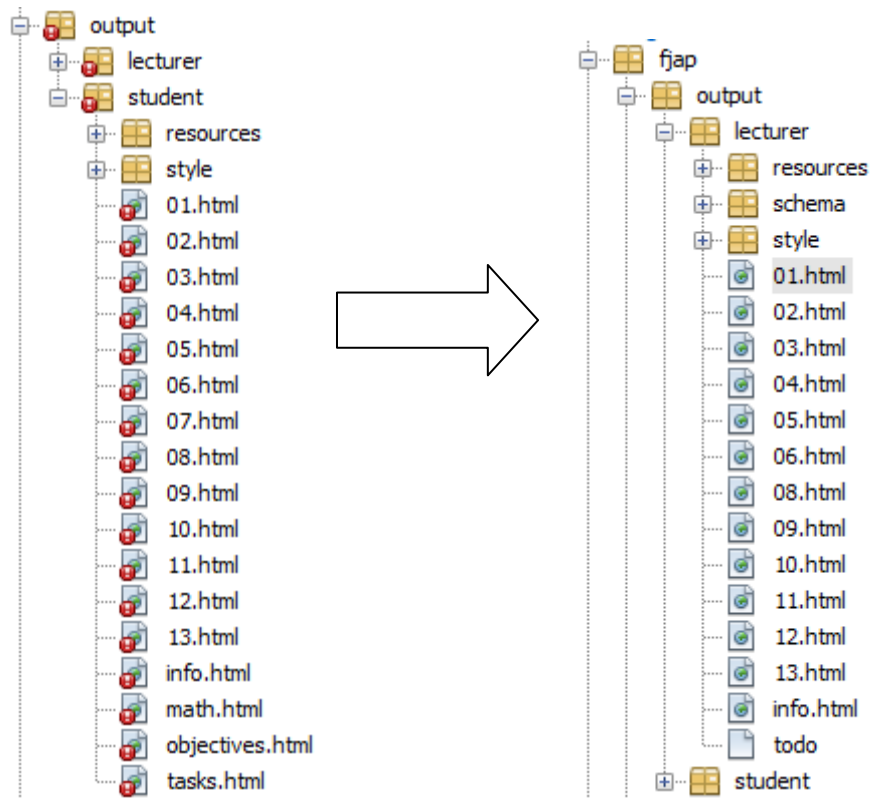 output
lecturer
student
resources
style
01.html
02.html
03.html
04.html
05.html
06.html
07.html
08.html
09.html
10.html
11.html
12.html
13.html
info.html
math.html
objectives.html
tasks.html
fjap
output
lecturer
resources
schema
style
01.html
02.html
03.html
04.html
05.html
06.html
08.html
09.html
10.html
11.html
12.html
13.html
info.html
todo
student